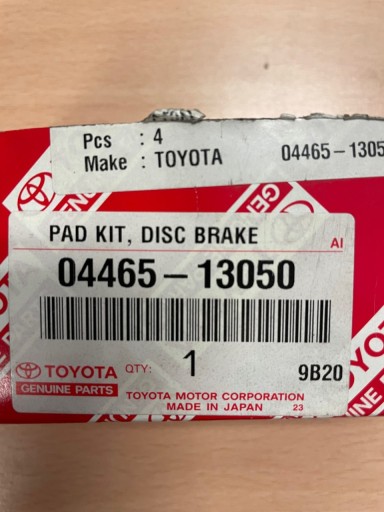 Pcs : 4
Make : TOYOTA 04465-1305
PAD KIT, DISC BRAKE AI
04465-13050
TOYOTA QTY: 1 9B20
GENUINE PARTS
TOYOTA MOTOR CORPORATION
MADE IN JAPAN 23